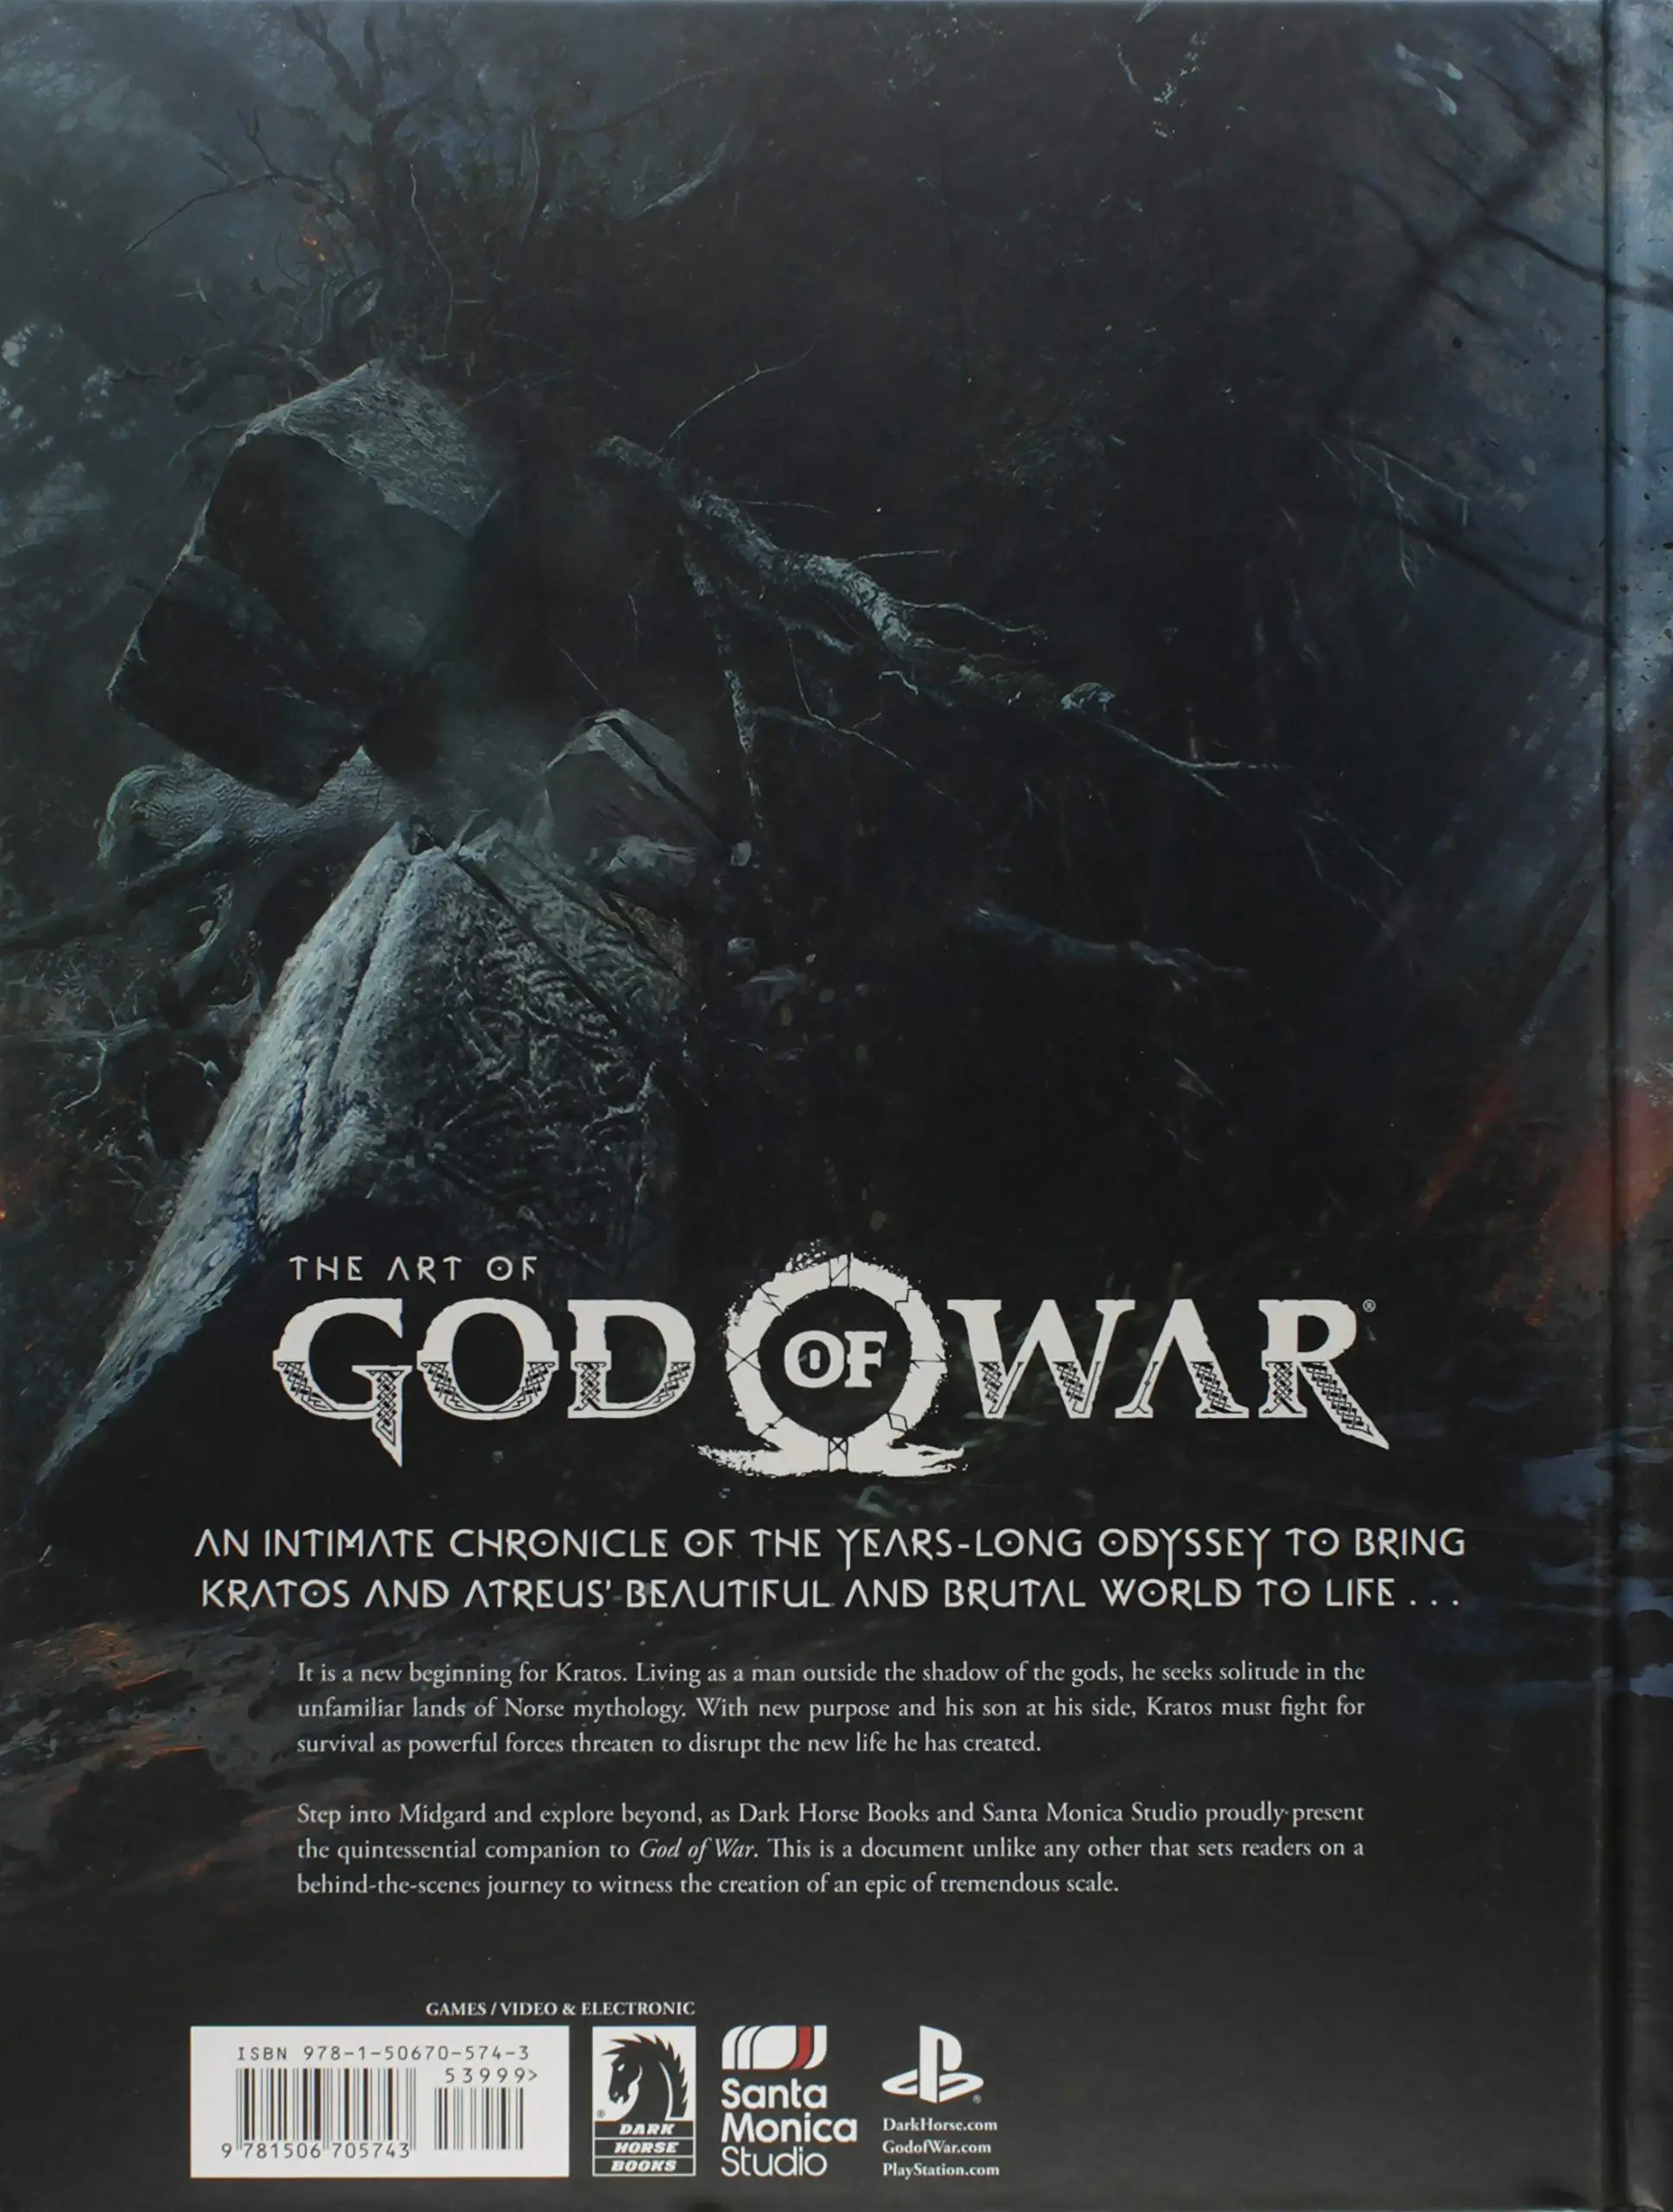 THE ART OF
GOD OF WAR®
AN INTIMATE CHRONICLE OF THE YEARS-LONG ODYSSEY TO BRING
KRATOS AND ATREUS' BEAUTIFUL AND BRUTAL WORLD TO LIFE . . .
It is a new beginning for Kratos. Living as a man outside the shadow of the gods, he seeks solitude in the
unfamiliar lands of Norse mythology. With new purpose and his son at his side, Kratos must fight for
survival as powerful forces threaten to disrupt the new life he has created.
Step into Midgard and explore beyond, as Dark Horse Books and Santa Monica Studio proudly present
the quintessential companion to God of War. This is a document unlike any other that sets readers on a
behind-the-scenes journey to witness the creation of an epic of tremendous scale.
GAMES / VIDEO & ELECTRONIC
ISBN 978-1-50670-574-3
53999>
9 781506 705743
®
DARK
HORSE
BOOKS
Santa
Monica
Studio
®
DarkHorse.com
GodofWar.com
PlayStation.com